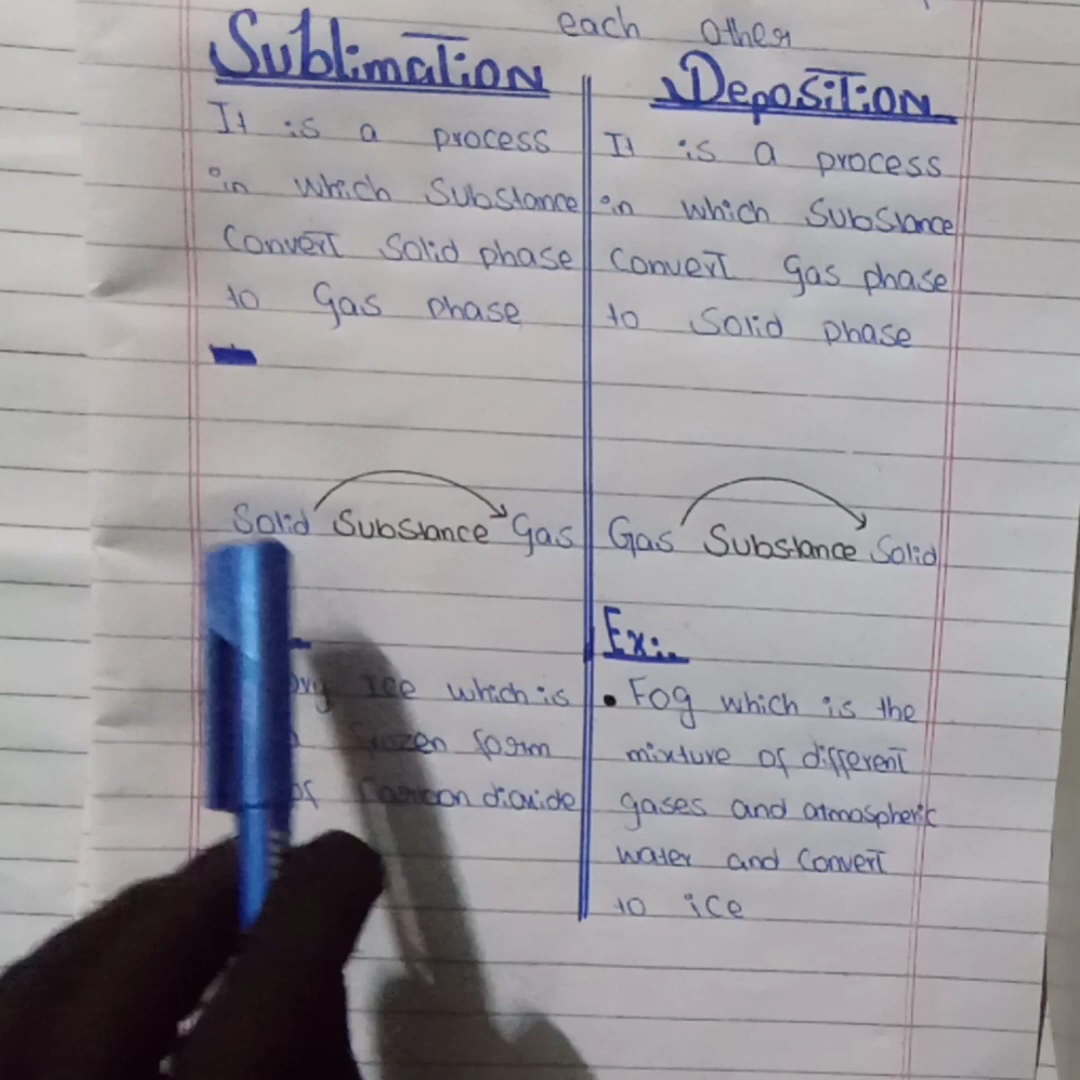 each other
Sublimation
It is a process
in which Substance
Convert Solid phase
to Gas phase
Solid Substance Gas
Dry Ice which is
frozen form
of Carbon dioxide
Deposition
It is a process
in which Substance
Convert Gas phase
to Solid phase
Gas Substance Solid
Ex:
• Fog which is the
mixture of different
gases and atmospheric
water and Convert
to ice